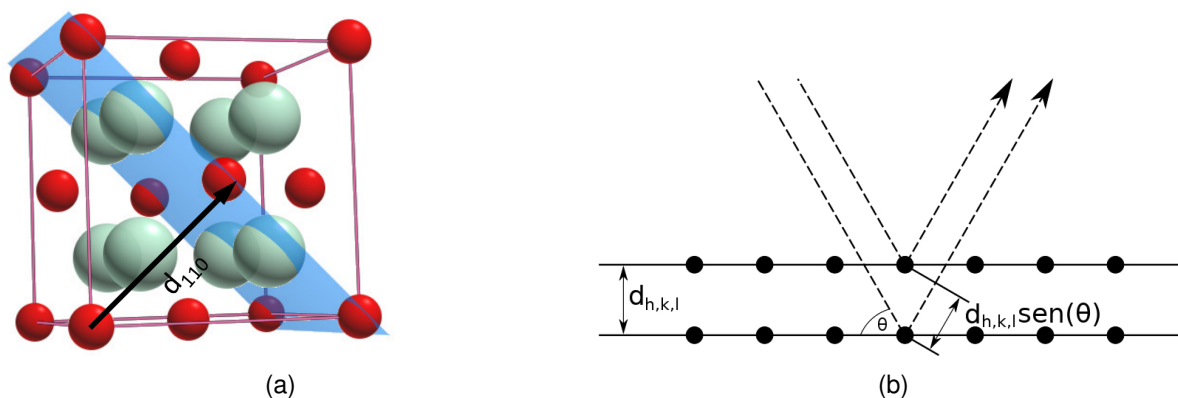 d110
(a)
dh,k,l
θ
dh,k,lsen(θ)
(b)